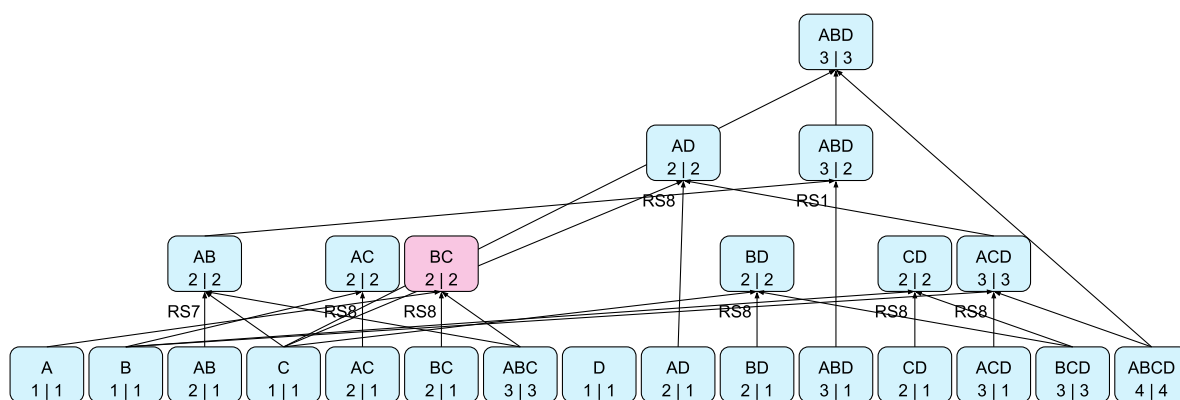 ABD
3 | 3
AD
2 | 2
ABD
3 | 2
RS8
RS1
AB
2 | 2
AC
2 | 2
BC
2 | 2
BD
2 | 2
CD
2 | 2
ACD
3 | 3
RS7
RS8
RS8
RS8
RS8
RS8
A
1 | 1
B
1 | 1
AB
2 | 1
C
1 | 1
AC
2 | 1
BC
2 | 1
ABC
3 | 3
D
1 | 1
AD
2 | 1
BD
2 | 1
ABD
3 | 1
CD
2 | 1
ACD
3 | 1
BCD
3 | 3
ABCD
4 | 4